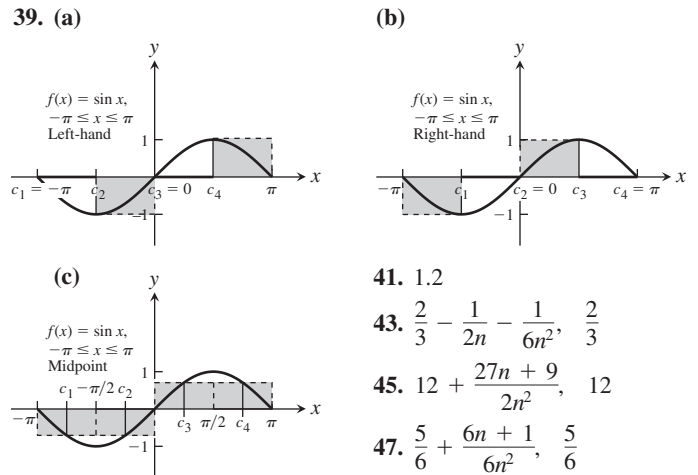 39. (a)
y
f(x) = sin x,
−π ≤ x ≤ π
Left-hand
1
c₁ = −π c₂ c₃ = 0 c₄ π x
−1
(b)
y
f(x) = sin x,
−π ≤ x ≤ π
Right-hand
1
−π c₁ c₂ = 0 c₃ c₄ = π x
−1
(c)
y
f(x) = sin x,
−π ≤ x ≤ π
Midpoint
1
c₁ −π/2 c₂
−π c₃ π/2 c₄ π x
−1
41. 1.2
43. 2/3 − 1/2n − 1/6n², 2/3
45. 12 + (27n + 9)/2n², 12
47. 5/6 + (6n + 1)/6n², 5/6